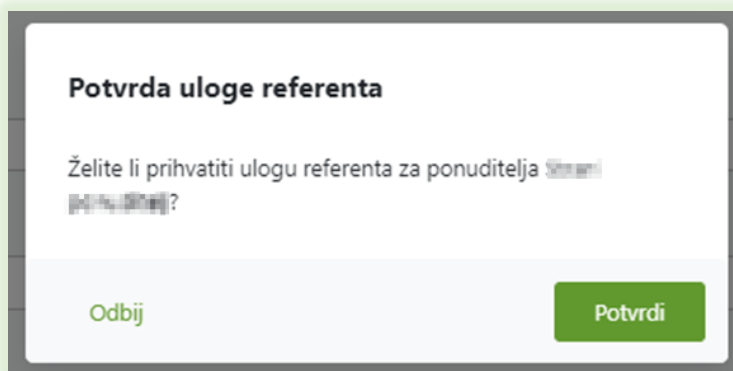 Potvrda uloge referenta
Želite li prihvatiti ulogu referenta za ponuditelja
?
Odbij
Potvrdi